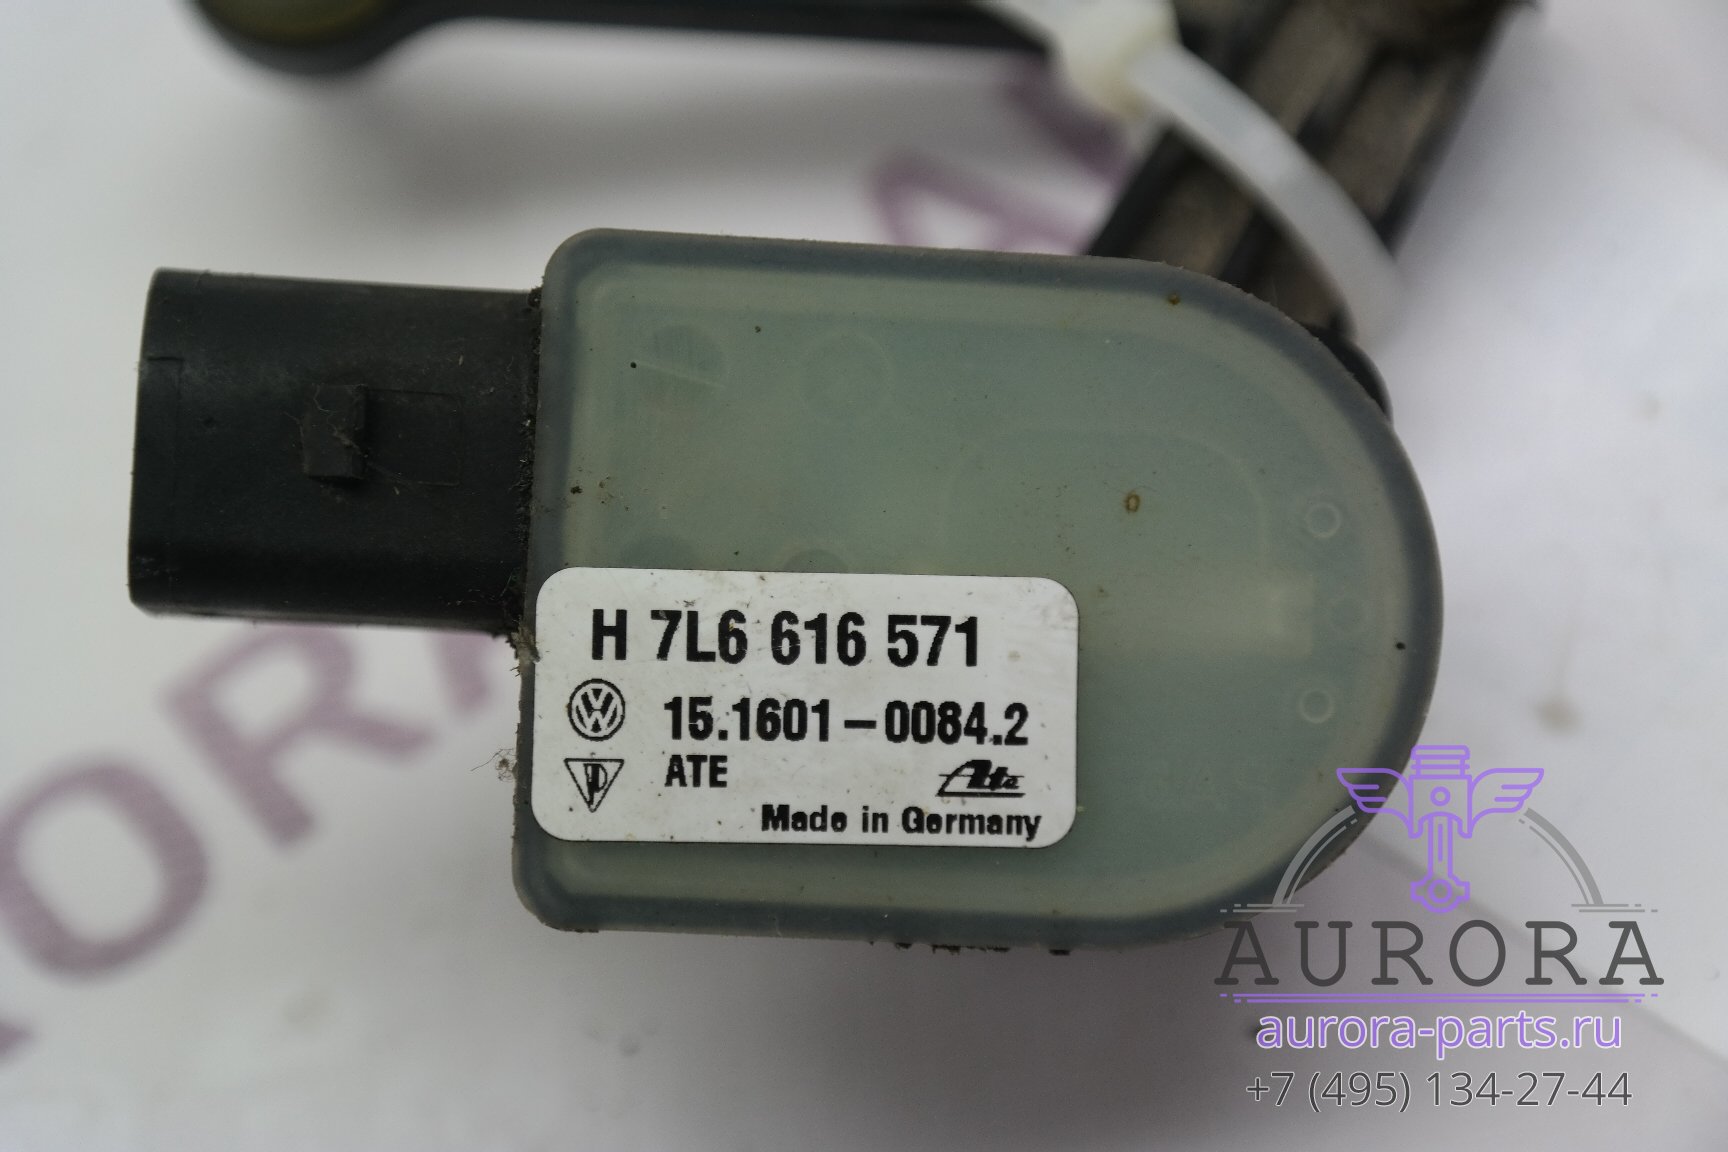 H 7L6 616 571
15.1601-0084.2
ATE
Ate
Made in Germany
AURORA
aurora-parts.ru
+7 (495) 134-27-44